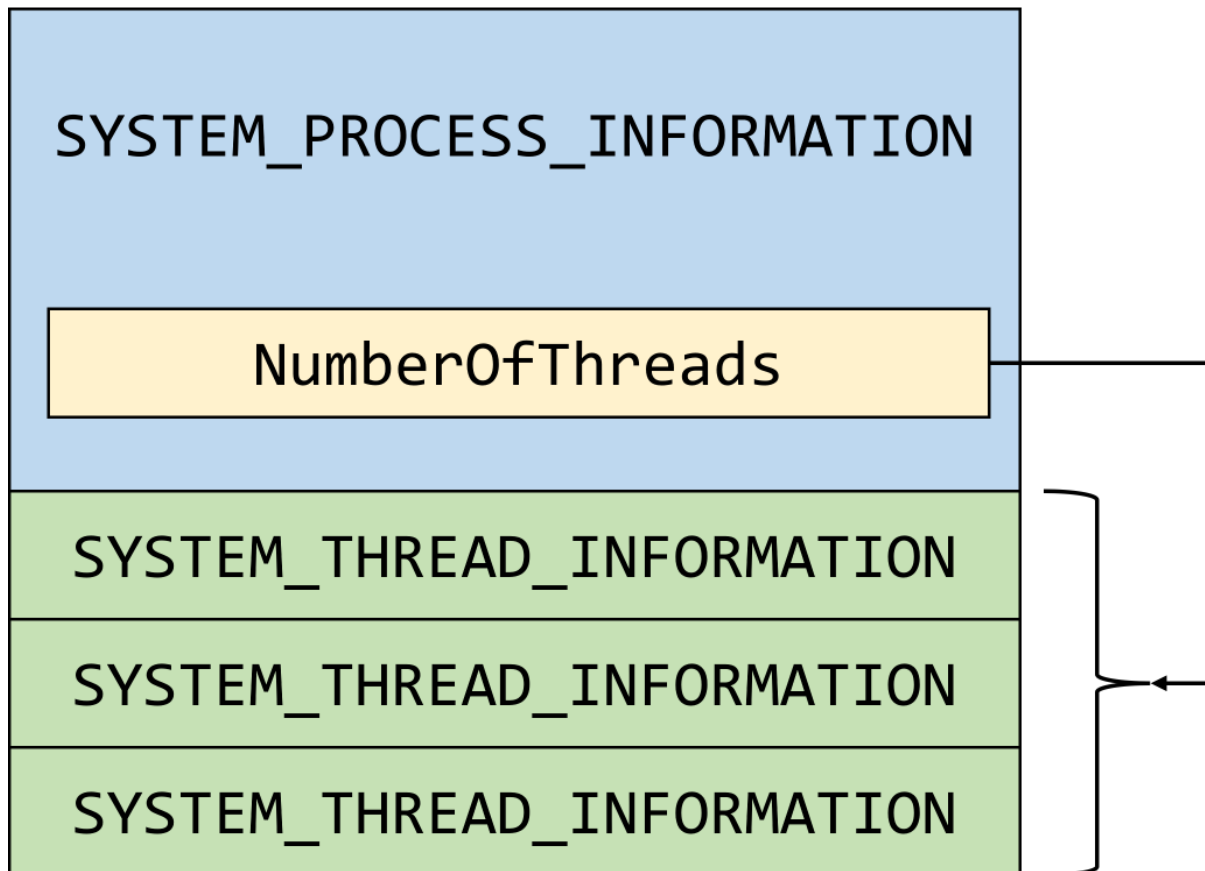 SYSTEM_PROCESS_INFORMATION
NumberOfThreads
SYSTEM_THREAD_INFORMATION
SYSTEM_THREAD_INFORMATION
SYSTEM_THREAD_INFORMATION